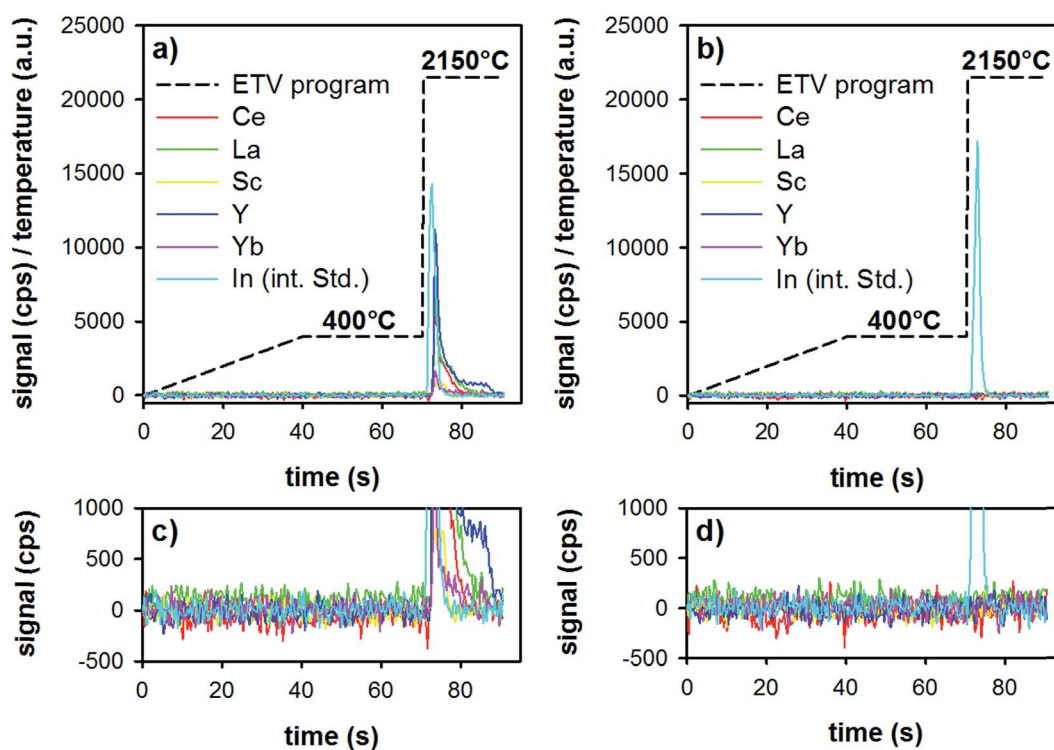 a)
2150°C
ETV program
Ce
La
Sc
Y
Yb
In (int. Std.)
400°C
signal (cps) / temperature (a.u.)
25000
20000
15000
10000
5000
0
0 20 40 60 80
time (s)
b)
2150°C
ETV program
Ce
La
Sc
Y
Yb
In (int. Std.)
400°C
signal (cps) / temperature (a.u.)
25000
20000
15000
10000
5000
0
0 20 40 60 80
time (s)
c)
signal (cps)
1000
500
0
-500
0 20 40 60 80
time (s)
d)
signal (cps)
1000
500
0
-500
0 20 40 60 80
time (s)